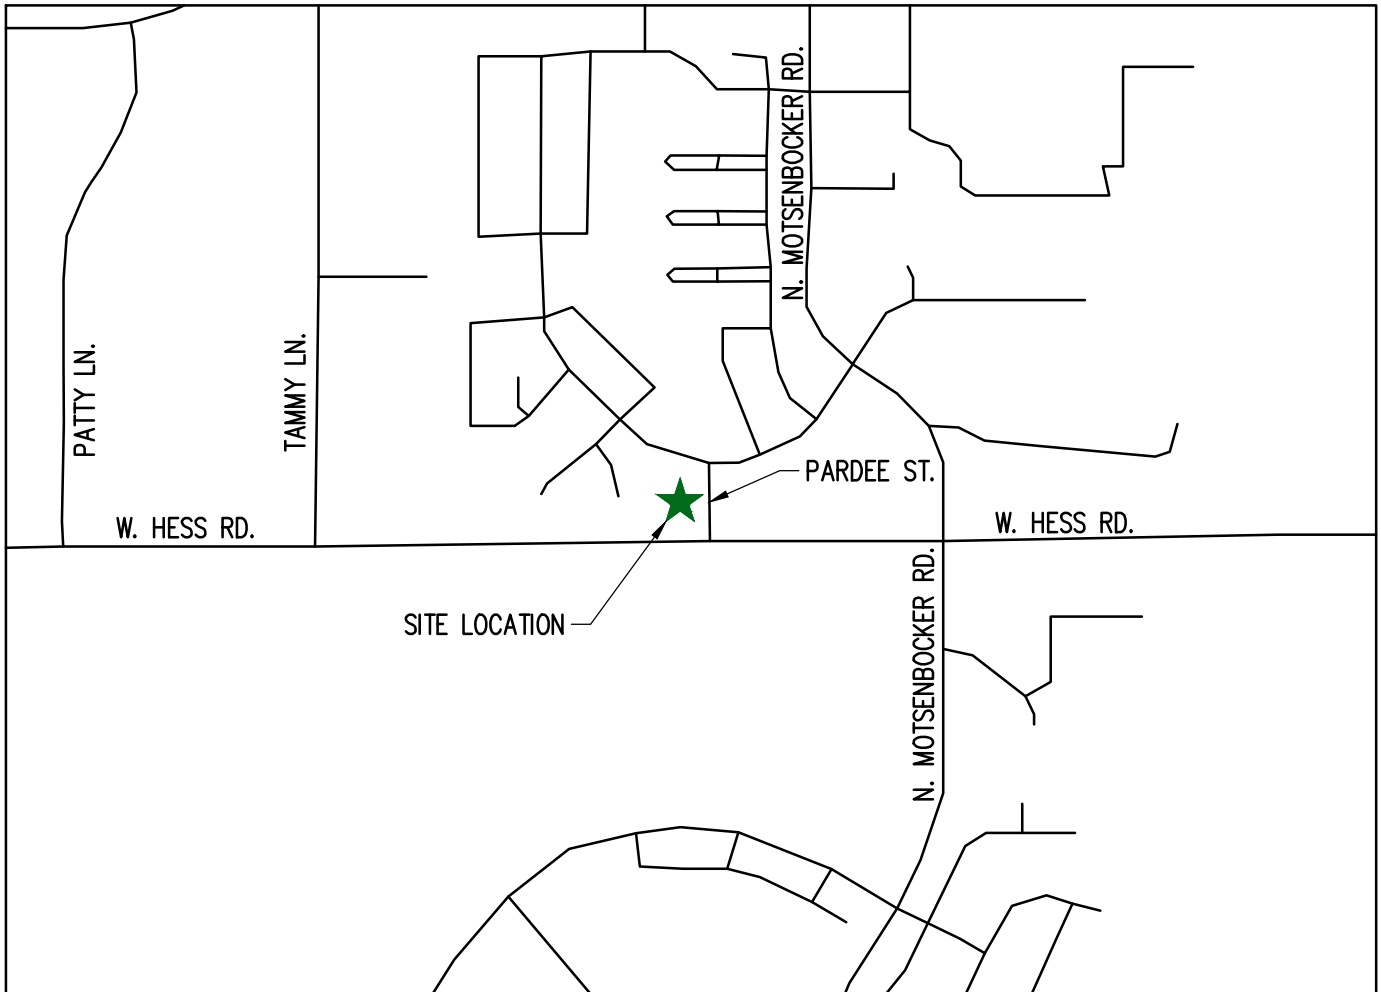 N. MOTSENBOCKER RD.
PATTY LN.
TAMMY LN.
PARDEE ST.
W. HESS RD.
W. HESS RD.
SITE LOCATION
N. MOTSENBOCKER RD.